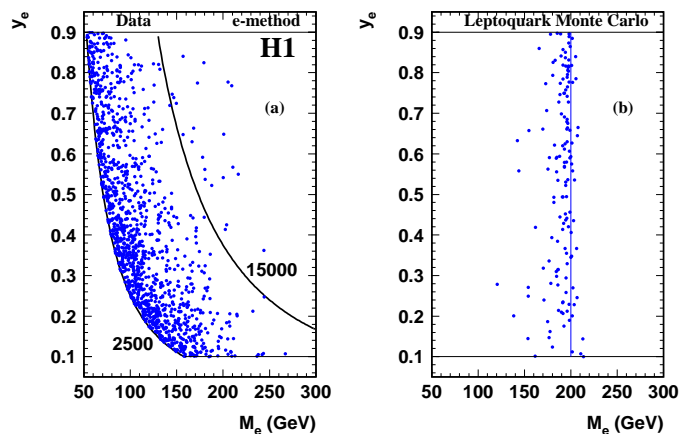 Data e-method
H1
(a)
y_e
0.9
0.8
0.7
0.6
0.5
0.4
0.3
0.2
0.1
15000
2500
50 100 150 200 250 300
M_e (GeV)
Leptoquark Monte Carlo
(b)
y_e
0.9
0.8
0.7
0.6
0.5
0.4
0.3
0.2
0.1
50 100 150 200 250 300
M_e (GeV)